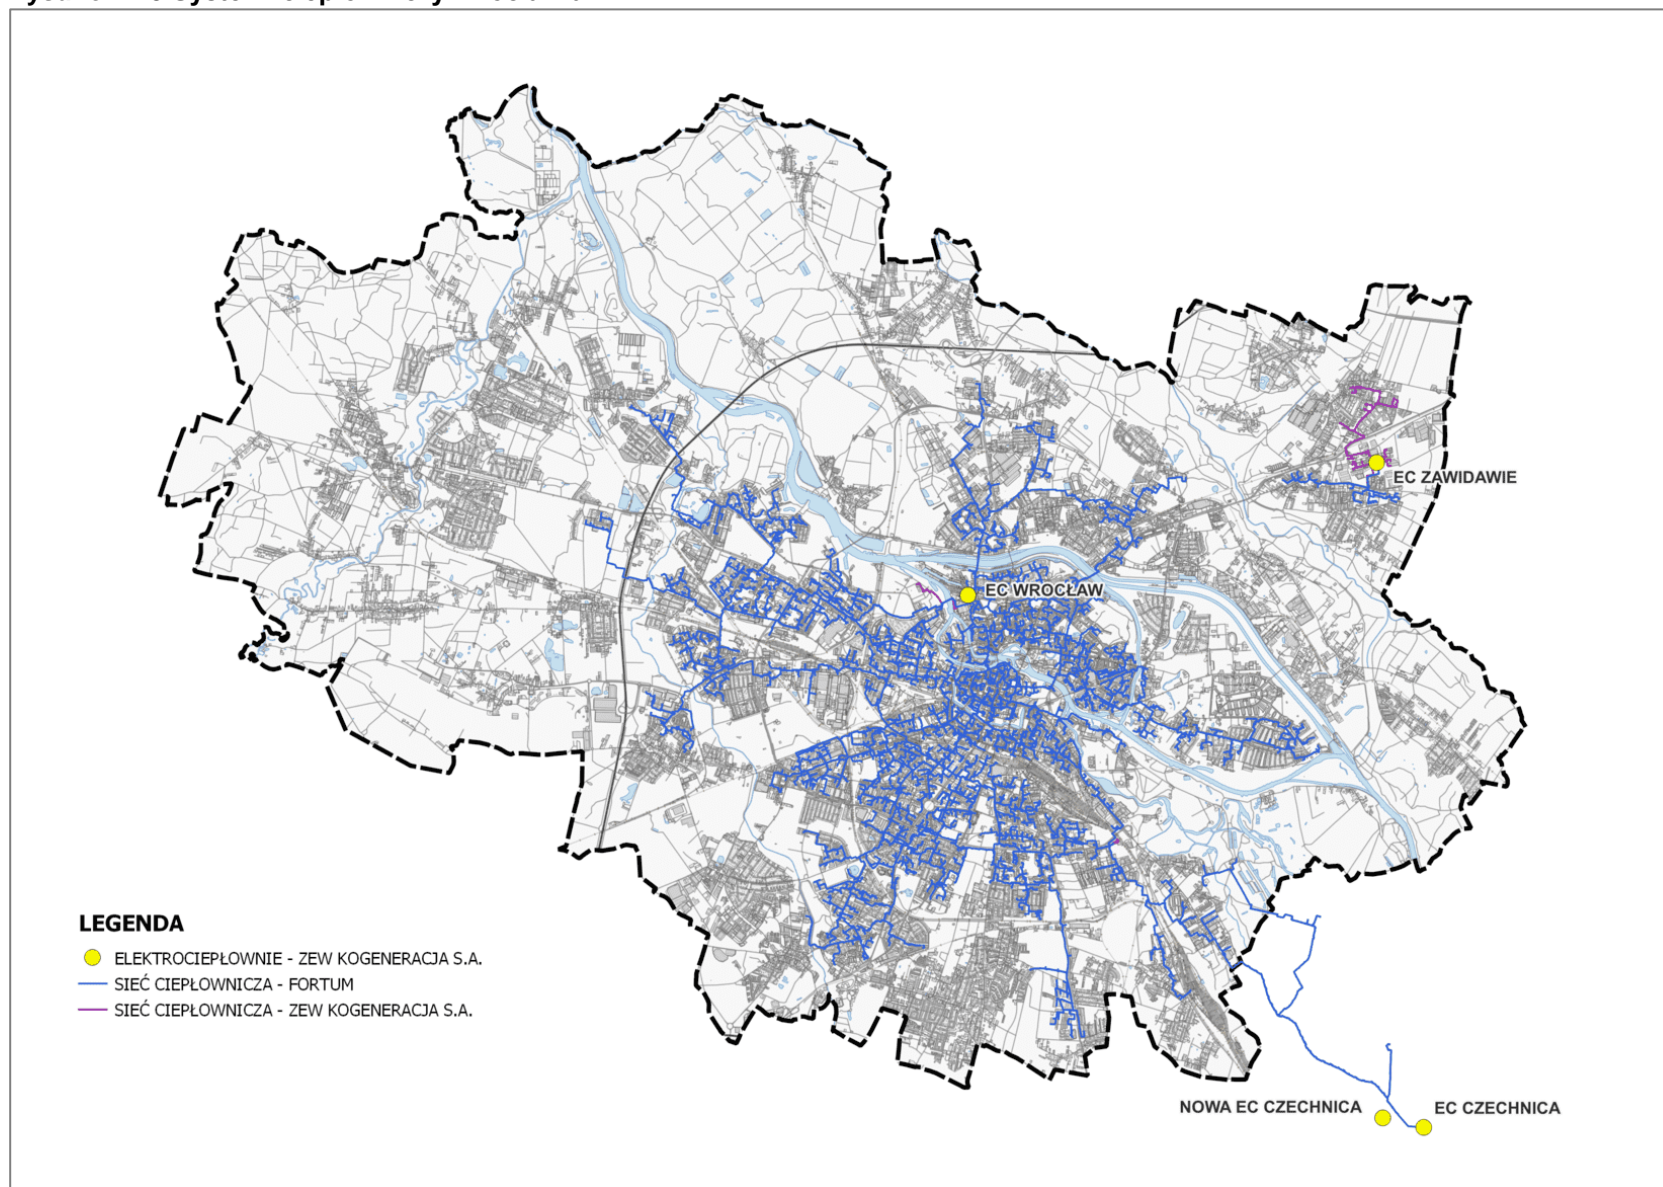 EC ZAWIDAWIE
EC WROCŁAW
LEGENDA
ELEKTROCIEPŁOWNIE - ZEW KOGENERACJA S.A.
SIEĆ CIEPŁOWNICZA - FORTUM
SIEĆ CIEPŁOWNICZA - ZEW KOGENERACJA S.A.
NOWA EC CZECHNICA
EC CZECHNICA